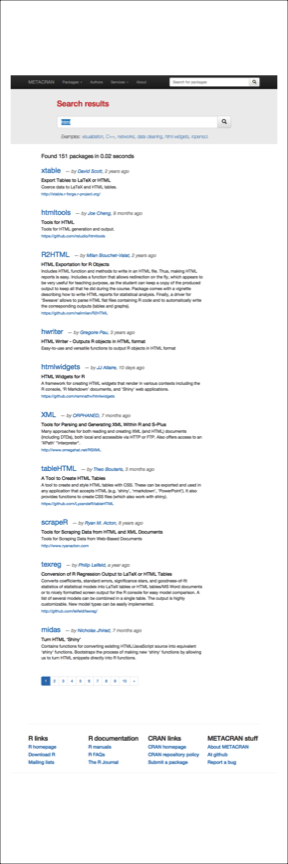 METACRAN Packages Authors Services About Search for packages
Search results
html
Examples: visualization, C++, networks, data cleaning, html widgets, ropensci.
Found 151 packages in 0.02 seconds
xtable — by David Scott, 2 years ago
Export Tables to LaTeX or HTML
Coerce data to LaTeX and HTML tables.
http://xtable.r-forge.r-project.org/
htmltools — by Joe Cheng, 6 months ago
Tools for HTML
Tools for HTML generation and output.
https://github.com/rstudio/htmltools
R2HTML — by Milan Bouchet-Valat, 2 years ago
HTML Exportation for R Objects
Includes HTML function and methods to write in an HTML file. Thus, making HTML
reports is easy. Includes a function that allows redirection on the fly, which appears to
be very useful for teaching purpose, as the student can keep a copy of the produced
output to keep all that he did during the course. Package comes with a vignette
describing how to write HTML reports for statistical analysis. Finally, a driver for
'Sweave' allows to parse HTML flat files containing R code and to automatically write
the corresponding outputs (tables and graphs).
https://github.com/nalimilan/R2HTML
hwriter — by Gregoire Pau, 3 years ago
HTML Writer - Outputs R objects in HTML format
Easy-to-use and versatile functions to output R objects in HTML format
htmlwidgets — by JJ Allaire, 10 days ago
HTML Widgets for R
A framework for creating HTML widgets that render in various contexts including the
R console, 'R Markdown' documents, and 'Shiny' web applications.
https://github.com/ramnathv/htmlwidgets
XML — by ORPHANED, 7 months ago
Tools for Parsing and Generating XML Within R and S-Plus
Many approaches for both reading and creating XML (and HTML) documents
(including DTDs), both local and accessible via HTTP or FTP. Also offers access to an
'XPath' "interpreter".
http://www.omegahat.net/RSXML
tableHTML — by Theo Boutaris, 3 months ago
A Tool to Create HTML Tables
A tool to create and style HTML tables with CSS. These can be exported and used in
any application that accepts HTML (e.g. 'shiny', 'rmarkdown', 'PowerPoint'). It also
provides functions to create CSS files (which also work with shiny).
https://github.com/LyzandeR/tableHTML
scrapeR — by Ryan M. Acton, 8 years ago
Tools for Scraping Data from HTML and XML Documents
Tools for Scraping Data from Web-Based Documents
http://www.ryanacton.com
texreg — by Philip Leifeld, a year ago
Conversion of R Regression Output to LaTeX or HTML Tables
Converts coefficients, standard errors, significance stars, and goodness-of-fit
statistics of statistical models into LaTeX tables or HTML tables/MS Word documents
or to nicely formatted screen output for the R console for easy model comparison. A
list of several models can be combined in a single table. The output is highly
customizable. New model types can be easily implemented.
http://github.com/leifeld/texreg/
midas — by Nicholas Jhirad, 7 months ago
Turn HTML 'Shiny'
Contains functions for converting existing HTML/JavaScript source into equivalent
'shiny' functions. Bootstraps the process of making new 'shiny' functions by allowing
us to turn HTML snippets directly into R functions.
1 2 3 4 5 6 7 8 9 10 »
R links R documentation CRAN links METACRAN stuff
R homepage R manuals CRAN homepage About METACRAN
Download R R FAQs CRAN repository policy At github
Mailing lists The R Journal Submit a package Report a bug